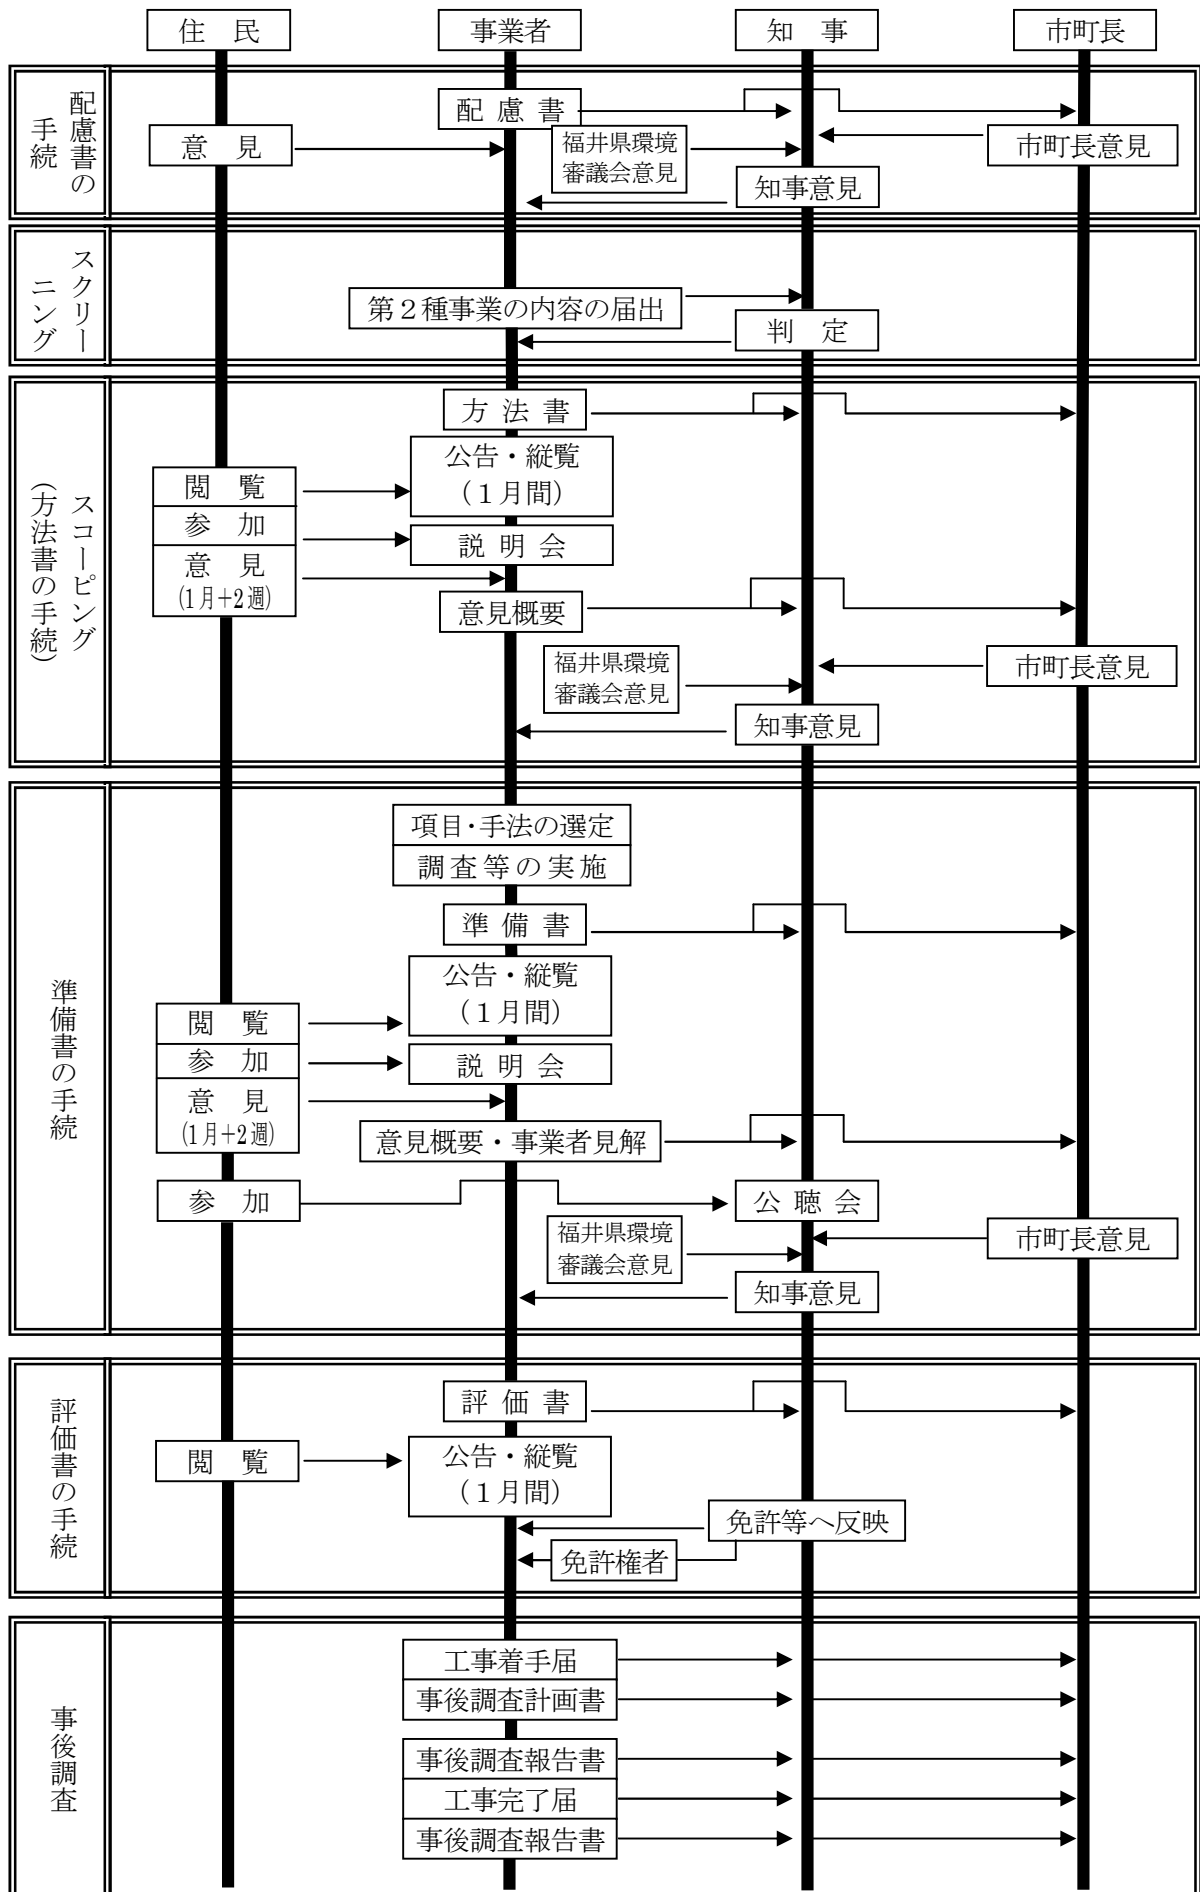 住 民
事業者
知 事
市町長
配慮書の
手続
配 慮 書
意 見
福井県環境
審議会意見
市町長意見
知事意見
スクリー
ニング
第２種事業の内容の届出
判 定
スコーピング
(方法書の手続)
方 法 書
公告・縦覧
(１月間)
閲 覧
参 加
説 明 会
意 見
(1月+2週)
意見概要
福井県環境
審議会意見
市町長意見
知事意見
準備書の手続
項目･手法の選定
調査等の実施
準 備 書
公告・縦覧
(１月間)
閲 覧
参 加
説 明 会
意 見
(1月+2週)
意見概要・事業者見解
参 加
公 聴 会
福井県環境
審議会意見
市町長意見
知事意見
評価書の手続
評 価 書
公告・縦覧
(１月間)
閲 覧
免許等へ反映
免許権者
事後調査
工事着手届
事後調査計画書
事後調査報告書
工事完了届
事後調査報告書